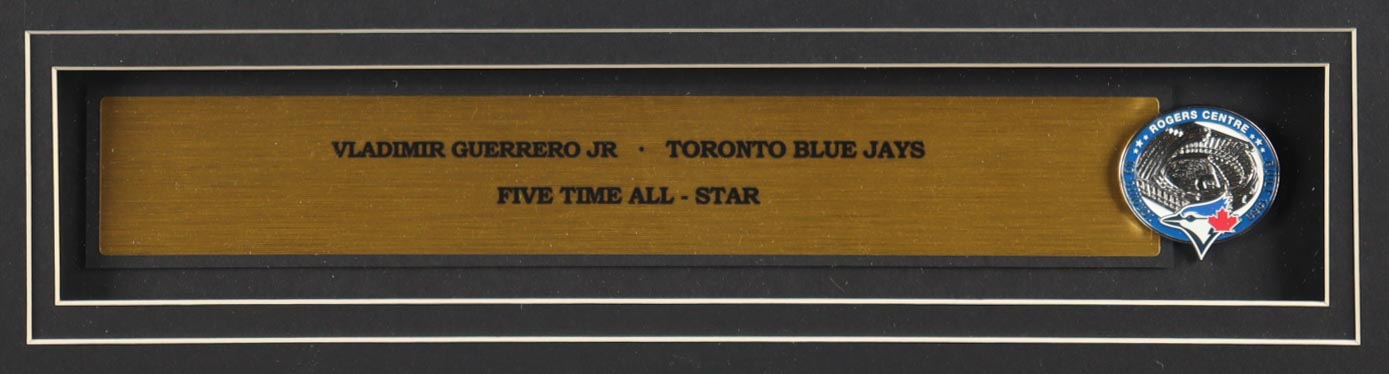 VLADIMIR GUERRERO JR · TORONTO BLUE JAYS
FIVE TIME ALL - STAR
ROGERS CENTRE